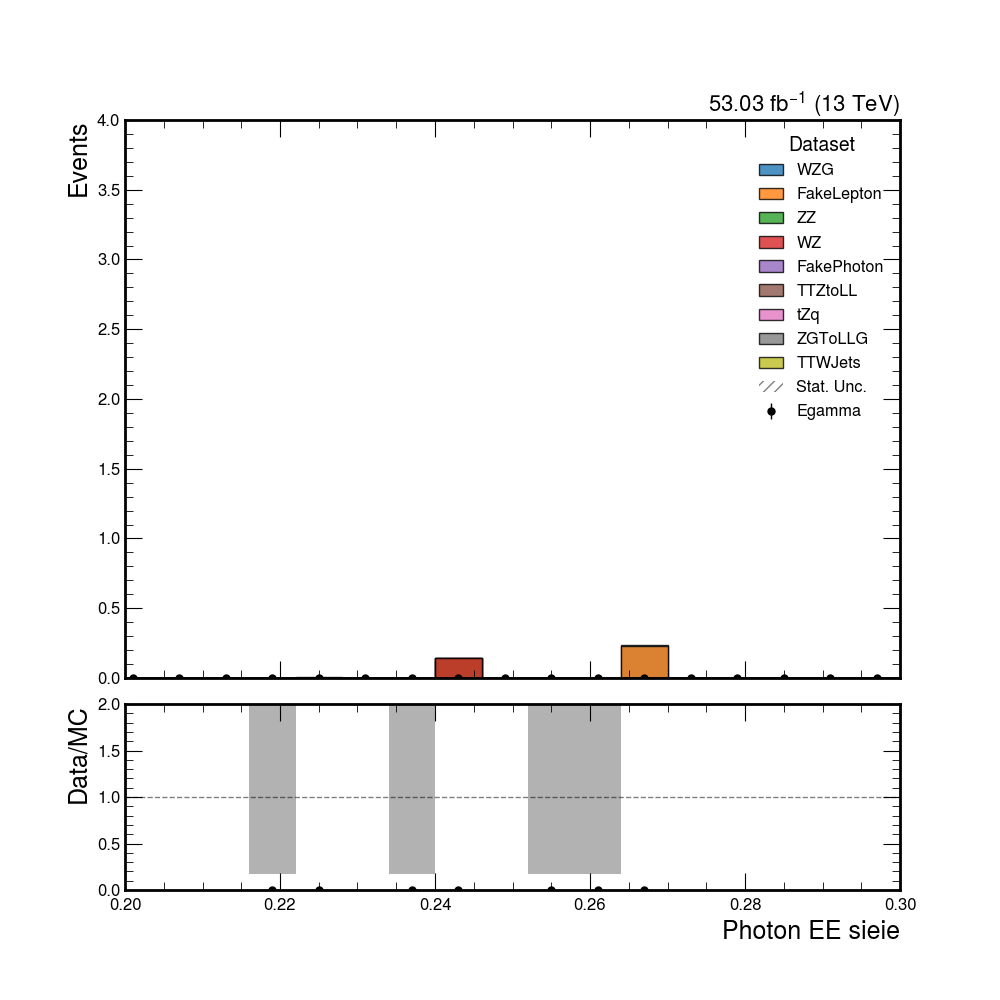 53.03 fb⁻¹ (13 TeV)
Events
4.0
3.5
3.0
2.5
2.0
1.5
1.0
0.5
0.0
Dataset
WZG
FakeLepton
ZZ
WZ
FakePhoton
TTZtoLL
tZq
ZGToLLG
TTWJets
Stat. Unc.
Egamma
Data/MC
2.0
1.5
1.0
0.5
0.0
0.20 0.22 0.24 0.26 0.28 0.30
Photon EE sieie